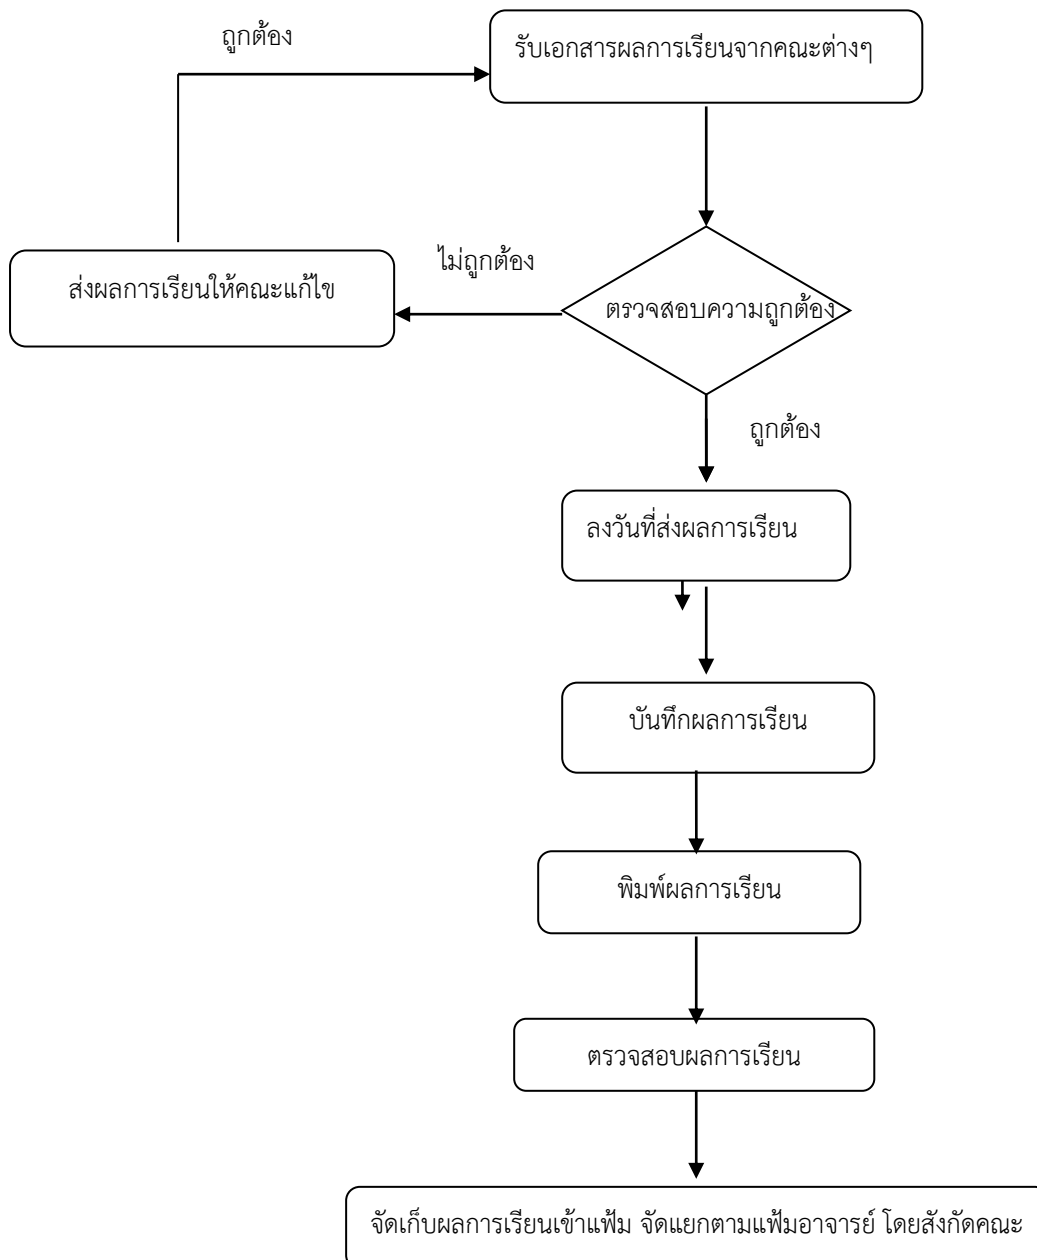 ถูกต้อง
รับเอกสารผลการเรียนจากคณะต่างๆ
ไม่ถูกต้อง
ส่งผลการเรียนให้คณะแก้ไข
ตรวจสอบความถูกต้อง
ถูกต้อง
ลงวันที่ส่งผลการเรียน
บันทึกผลการเรียน
พิมพ์ผลการเรียน
ตรวจสอบผลการเรียน
จัดเก็บผลการเรียนเข้าแฟ้ม จัดแยกตามแฟ้มอาจารย์ โดยสังกัดคณะ